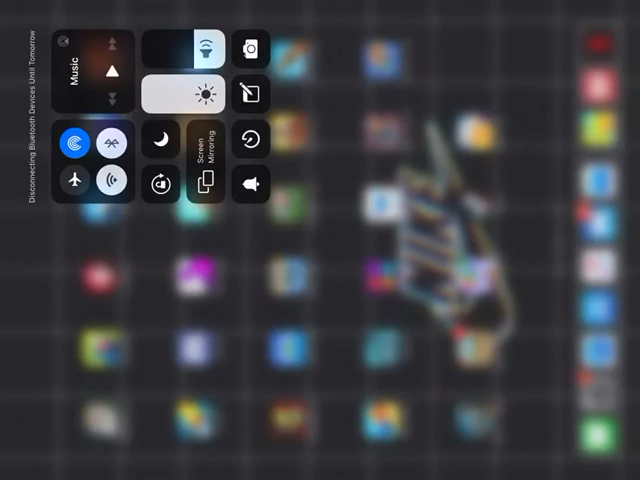 Disconnecting Bluetooth Devices Until Tomorrow
Music
Screen
Mirroring